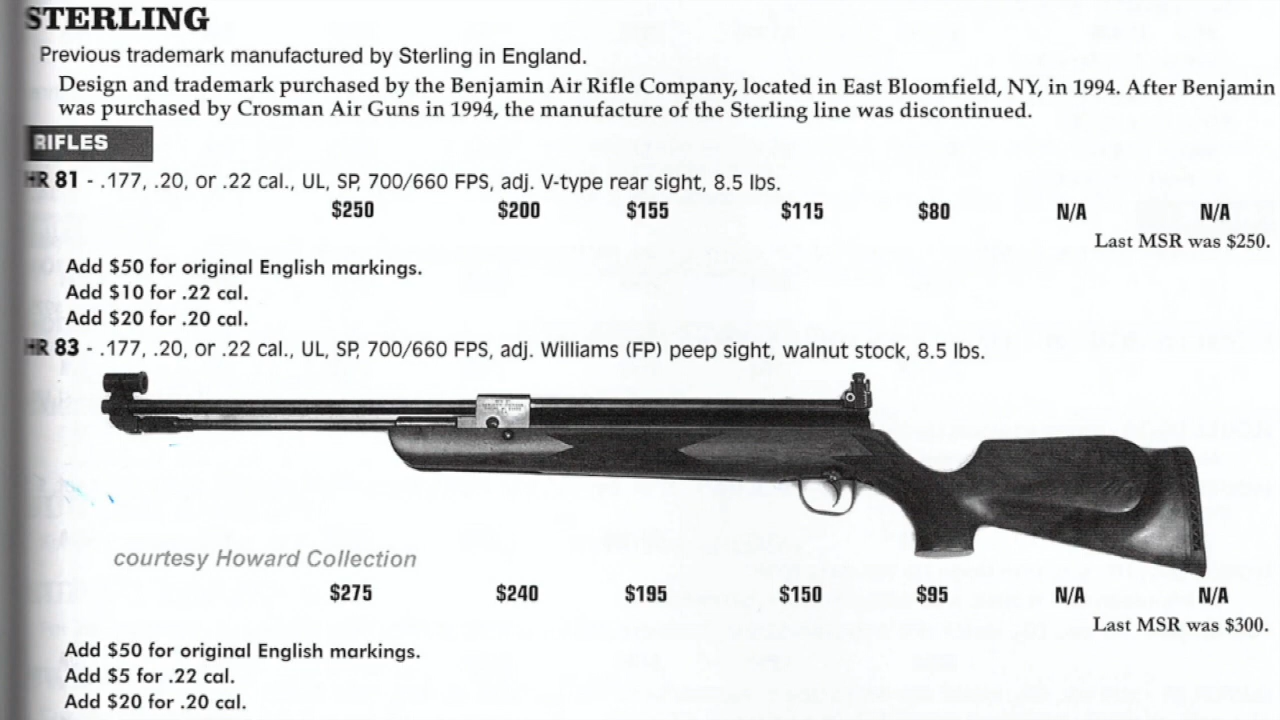 STERLING
Previous trademark manufactured by Sterling in England.
Design and trademark purchased by the Benjamin Air Rifle Company, located in East Bloomfield, NY, in 1994. After Benjamin
was purchased by Crosman Air Guns in 1994, the manufacture of the Sterling line was discontinued.
RIFLES
HR 81 - .177, .20, or .22 cal., UL, SP, 700/660 FPS, adj. V-type rear sight, 8.5 lbs.
$250 $200 $155 $115 $80 N/A N/A
Last MSR was $250.
Add $50 for original English markings.
Add $10 for .22 cal.
Add $20 for .20 cal.
HR 83 - .177, .20, or .22 cal., UL, SP, 700/660 FPS, adj. Williams (FP) peep sight, walnut stock, 8.5 lbs.
courtesy Howard Collection
$275 $240 $195 $150 $95 N/A N/A
Last MSR was $300.
Add $50 for original English markings.
Add $5 for .22 cal.
Add $20 for .20 cal.